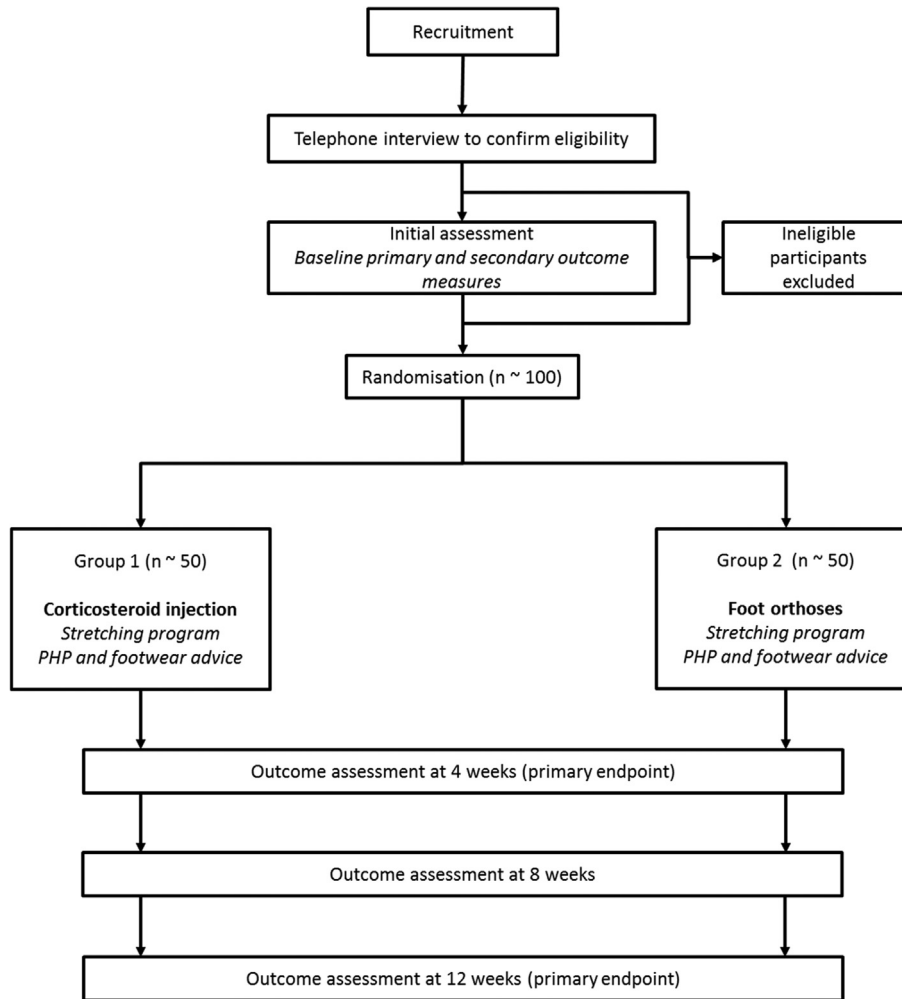 Recruitment
Telephone interview to confirm eligibility
Initial assessment
Baseline primary and secondary outcome
measures
Ineligible
participants
excluded
Randomisation (n ~ 100)
Group 1 (n ~ 50)
Corticosteroid injection
Stretching program
PHP and footwear advice
Group 2 (n ~ 50)
Foot orthoses
Stretching program
PHP and footwear advice
Outcome assessment at 4 weeks (primary endpoint)
Outcome assessment at 8 weeks
Outcome assessment at 12 weeks (primary endpoint)